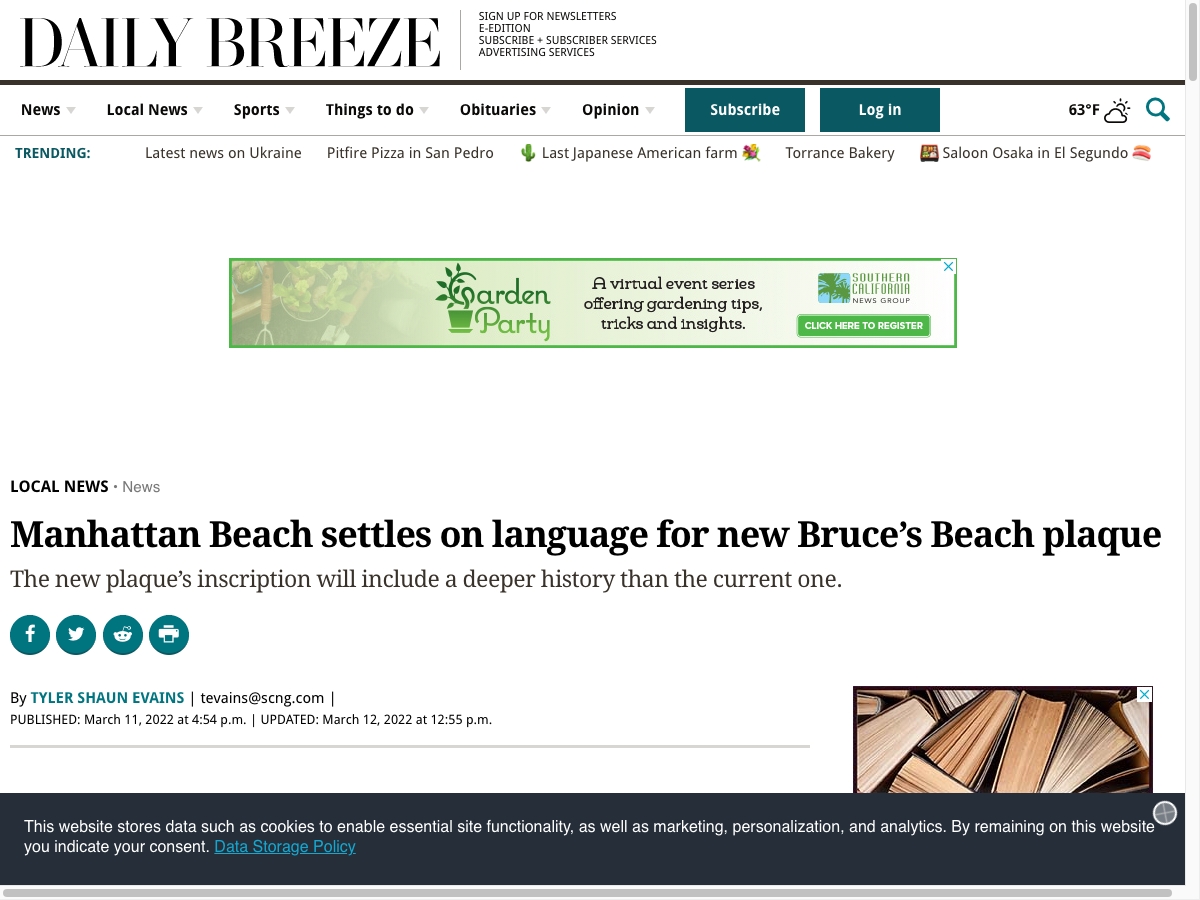 DAILY BREEZE
SIGN UP FOR NEWSLETTERS
E-EDITION
SUBSCRIBE + SUBSCRIBER SERVICES
ADVERTISING SERVICES
News Local News Sports Things to do Obituaries Opinion Subscribe Log in 63°F
TRENDING: Latest news on Ukraine Pitfire Pizza in San Pedro 🌵 Last Japanese American farm 💐 Torrance Bakery 🍱 Saloon Osaka in El Segundo 🍣
Garden
Party
A virtual event series
offering gardening tips,
tricks and insights.
SOUTHERN
CALIFORNIA
NEWS GROUP
CLICK HERE TO REGISTER
LOCAL NEWS • News
Manhattan Beach settles on language for new Bruce’s Beach plaque
The new plaque’s inscription will include a deeper history than the current one.
By TYLER SHAUN EVAINS | tevains@scng.com |
PUBLISHED: March 11, 2022 at 4:54 p.m. | UPDATED: March 12, 2022 at 12:55 p.m.
This website stores data such as cookies to enable essential site functionality, as well as marketing, personalization, and analytics. By remaining on this website
you indicate your consent. Data Storage Policy